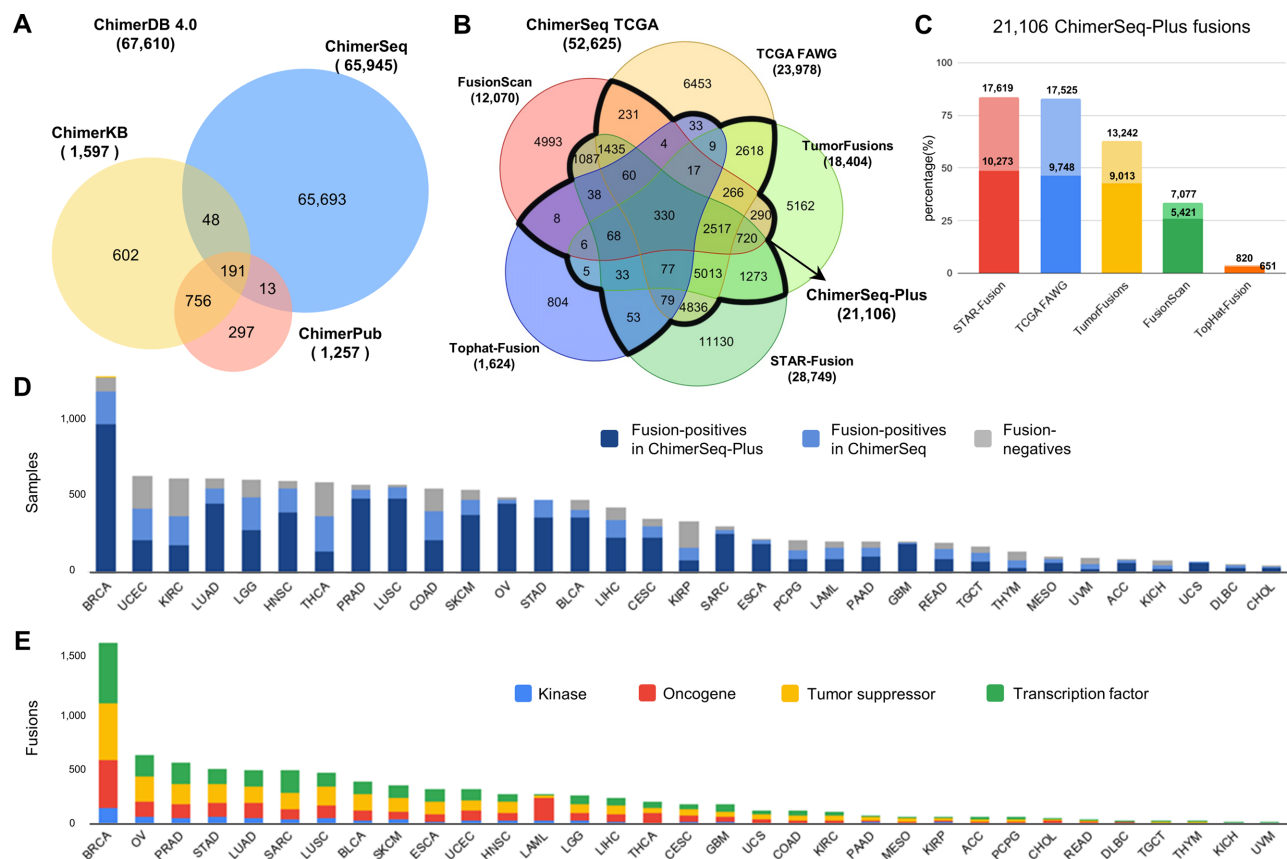 A
ChimerDB 4.0
(67,610)
ChimerSeq
( 65,945)
ChimerKB
( 1,597)
65,693
48
602
191
13
756
297
ChimerPub
( 1,257 )
B
ChimerSeq TCGA
(52,625)
TCGA FAWG
(23,978)
FusionScan
(12,070)
6453
231
33
4993
4
9
2618
TumorFusions
(18,404)
1435
1087
60
17
38
266
5162
8
330
290
2517
720
68
6
5
33
77
5013
1273
ChimerSeq-Plus
(21,106)
804
79
4836
53
11130
Tophat-Fusion
(1,624)
STAR-Fusion
(28,749)
C
21,106 ChimerSeq-Plus fusions
percentage(%)
100
75
50
25
0
17,619
10,273
17,525
9,748
13,242
9,013
7,077
5,421
820
651
STAR-Fusion
TCGA FAWG
TumorFusions
FusionScan
TopHat-Fusion
D
Samples
1,000
500
0
Fusion-positives
in ChimerSeq-Plus
Fusion-positives
in ChimerSeq
Fusion-
negatives
BRCA
UCEC
KIRC
LUAD
LGG
HNSC
THCA
PRAD
LUSC
COAD
SKCM
OV
STAD
BLCA
LIHC
CESC
KIRP
SARC
ESCA
PCPG
LAML
PAAD
GBM
READ
TGCT
THYM
MESO
UVM
ACC
KICH
UCS
DLBC
CHOL
E
Fusions
1,500
1,000
500
0
Kinase
Oncogene
Tumor suppressor
Transcription factor
BRCA
OV
PRAD
STAD
LUAD
SARC
LUSC
BLCA
SKCM
ESCA
UCEC
HNSC
LAML
LGG
LIHC
THCA
CESC
GBM
UCS
COAD
KIRC
PAAD
MESO
KIRP
ACC
PCPG
CHOL
READ
DLBC
TGCT
THYM
KICH
UVM